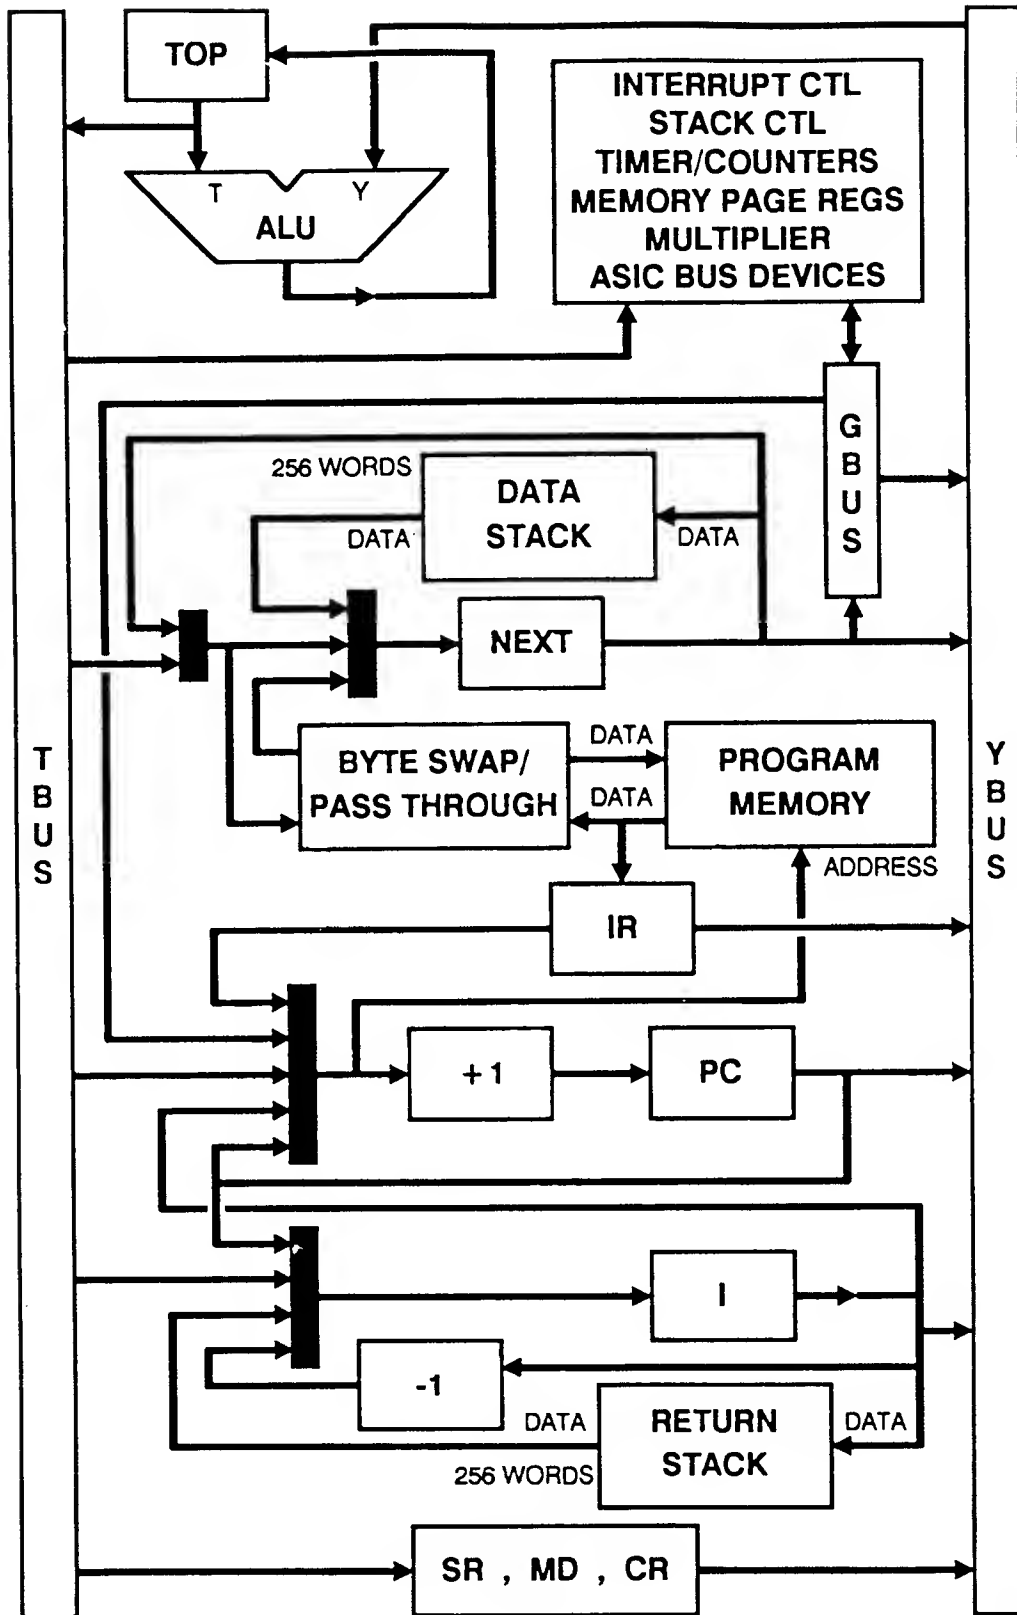 TOP
T
Y
ALU
INTERRUPT CTL
STACK CTL
TIMER/COUNTERS
MEMORY PAGE REGS
MULTIPLIER
ASIC BUS DEVICES
G
B
U
S
256 WORDS
DATA
STACK
DATA
DATA
NEXT
T
B
U
S
BYTE SWAP/
PASS THROUGH
DATA
DATA
PROGRAM
MEMORY
ADDRESS
Y
B
U
S
IR
+ 1
PC
I
-1
DATA
256 WORDS
RETURN
STACK
DATA
SR , MD , CR